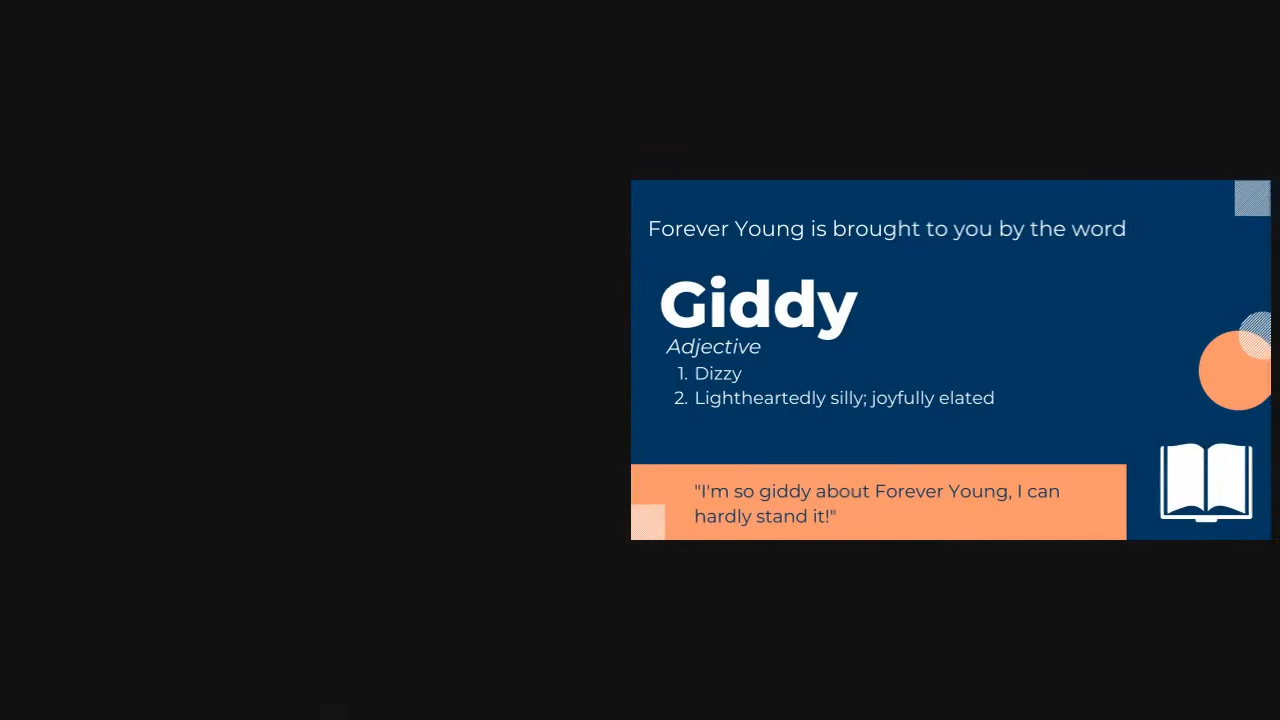 Forever Young is brought to you by the word
Giddy
Adjective
1. Dizzy
2. Lightheartedly silly; joyfully elated
"I'm so giddy about Forever Young, I can
hardly stand it!"